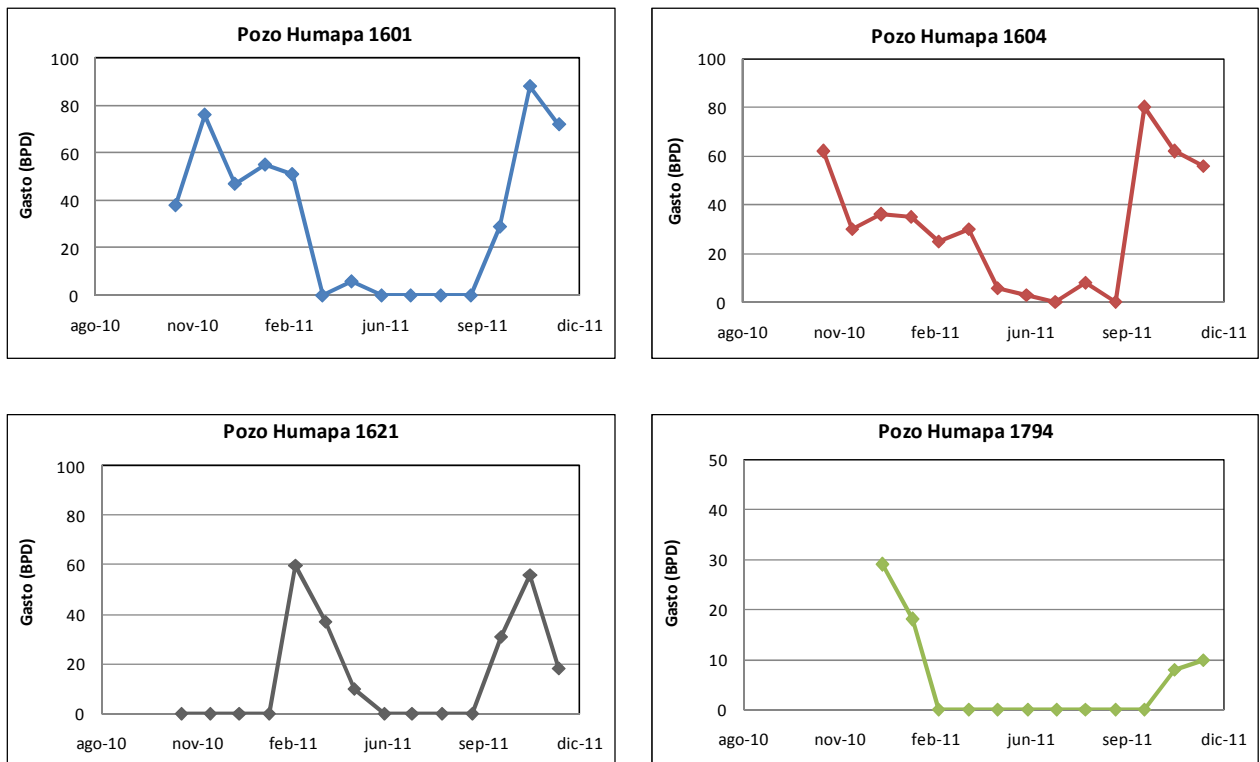 Pozo Humapa 1601
Gasto (BPD)
100
80
60
40
20
0
ago-10 nov-10 feb-11 jun-11 sep-11 dic-11
Pozo Humapa 1604
Gasto (BPD)
100
80
60
40
20
0
ago-10 nov-10 feb-11 jun-11 sep-11 dic-11
Pozo Humapa 1621
Gasto (BPD)
100
80
60
40
20
0
ago-10 nov-10 feb-11 jun-11 sep-11 dic-11
Pozo Humapa 1794
Gasto (BPD)
50
40
30
20
10
0
ago-10 nov-10 feb-11 jun-11 sep-11 dic-11